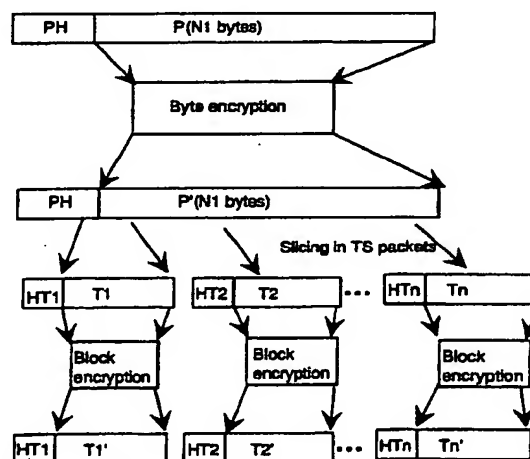 PH P(N1 bytes)
Byte encryption
PH P'(N1 bytes)
Slicing in TS packets
HT1 T1 HT2 T2 ... HTn Tn
Block encryption Block encryption Block encryption
HT1 T1' HT2 T2' ... HTn Tn'